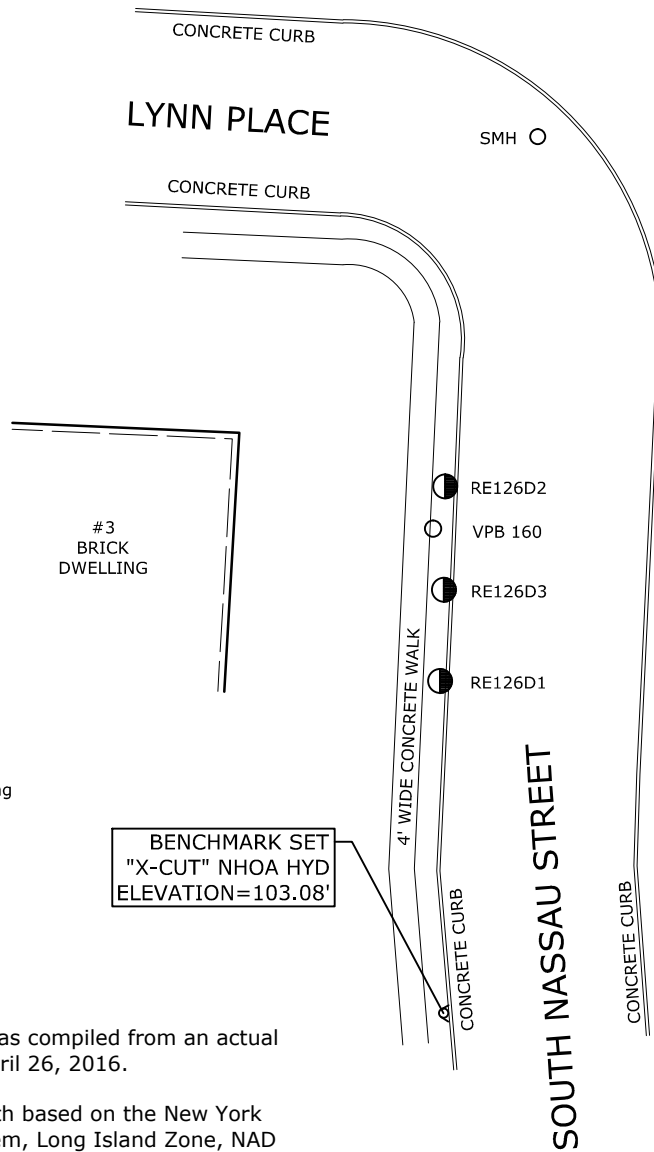 CONCRETE CURB
LYNN PLACE
SMH
CONCRETE CURB
RE126D2
#3
BRICK
DWELLING
VPB 160
RE126D3
4' WIDE CONCRETE WALK
RE126D1
BENCHMARK SET
"X-CUT" NHOA HYD
ELEVATION=103.08'
CONCRETE CURB
SOUTH NASSAU STREET
CONCRETE CURB
as compiled from an actual
ril 26, 2016.
th based on the New York
em, Long Island Zone, NAD